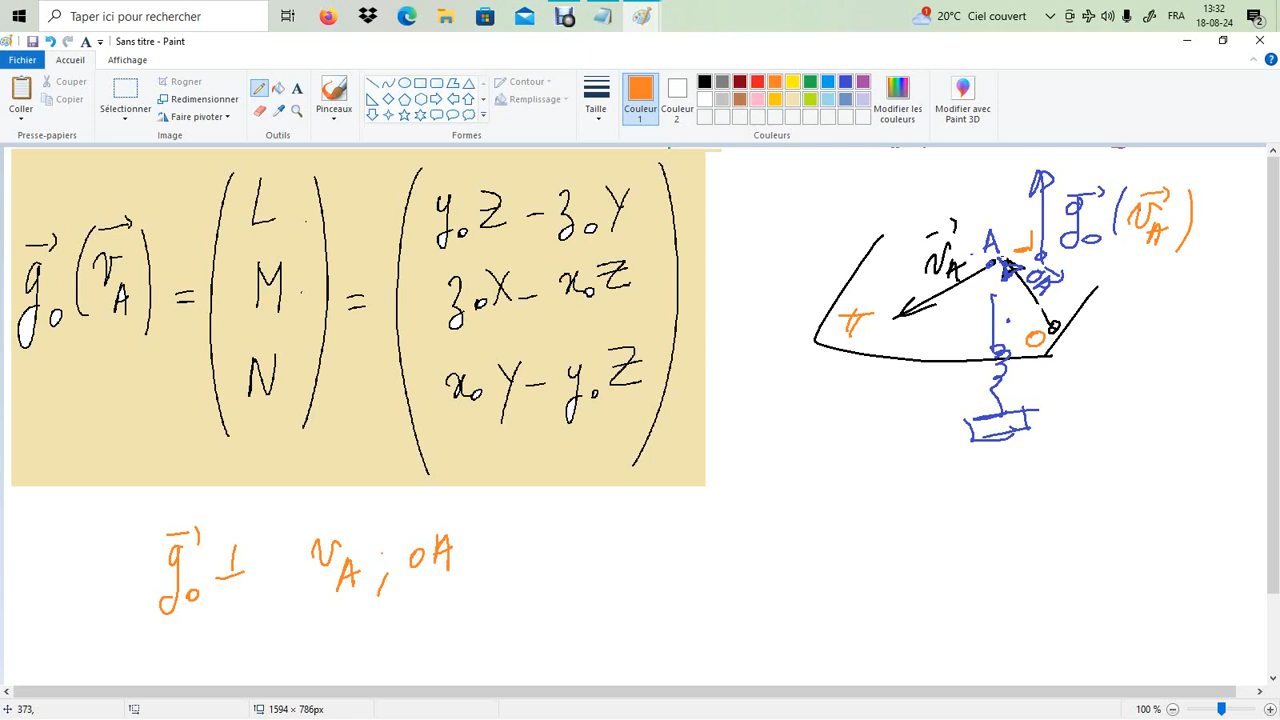 Taper ici pour rechercher
20°C Ciel couvert
FRA
13:32
18-08-24
2
Sans titre - Paint
Fichier
Accueil
Affichage
Coller
Couper
Copier
Presse-papiers
Sélectionner
Rogner
Redimensionner
Faire pivoter
Image
A
Outils
Pinceaux
Contour
Remplissage
Formes
Taille
Couleur 1
Couleur 2
Modifier les couleurs
Couleurs
Modifier avec Paint 3D
g₀(v_A) = (L M N) = (y₀Z - z₀Y
z₀X - x₀Z
x₀Y - y₀Z)
A
v_A
g₀(v_A)
OA
π
O
g₀ ⊥ v_A ; OA
373,
1594 × 786px
100 %